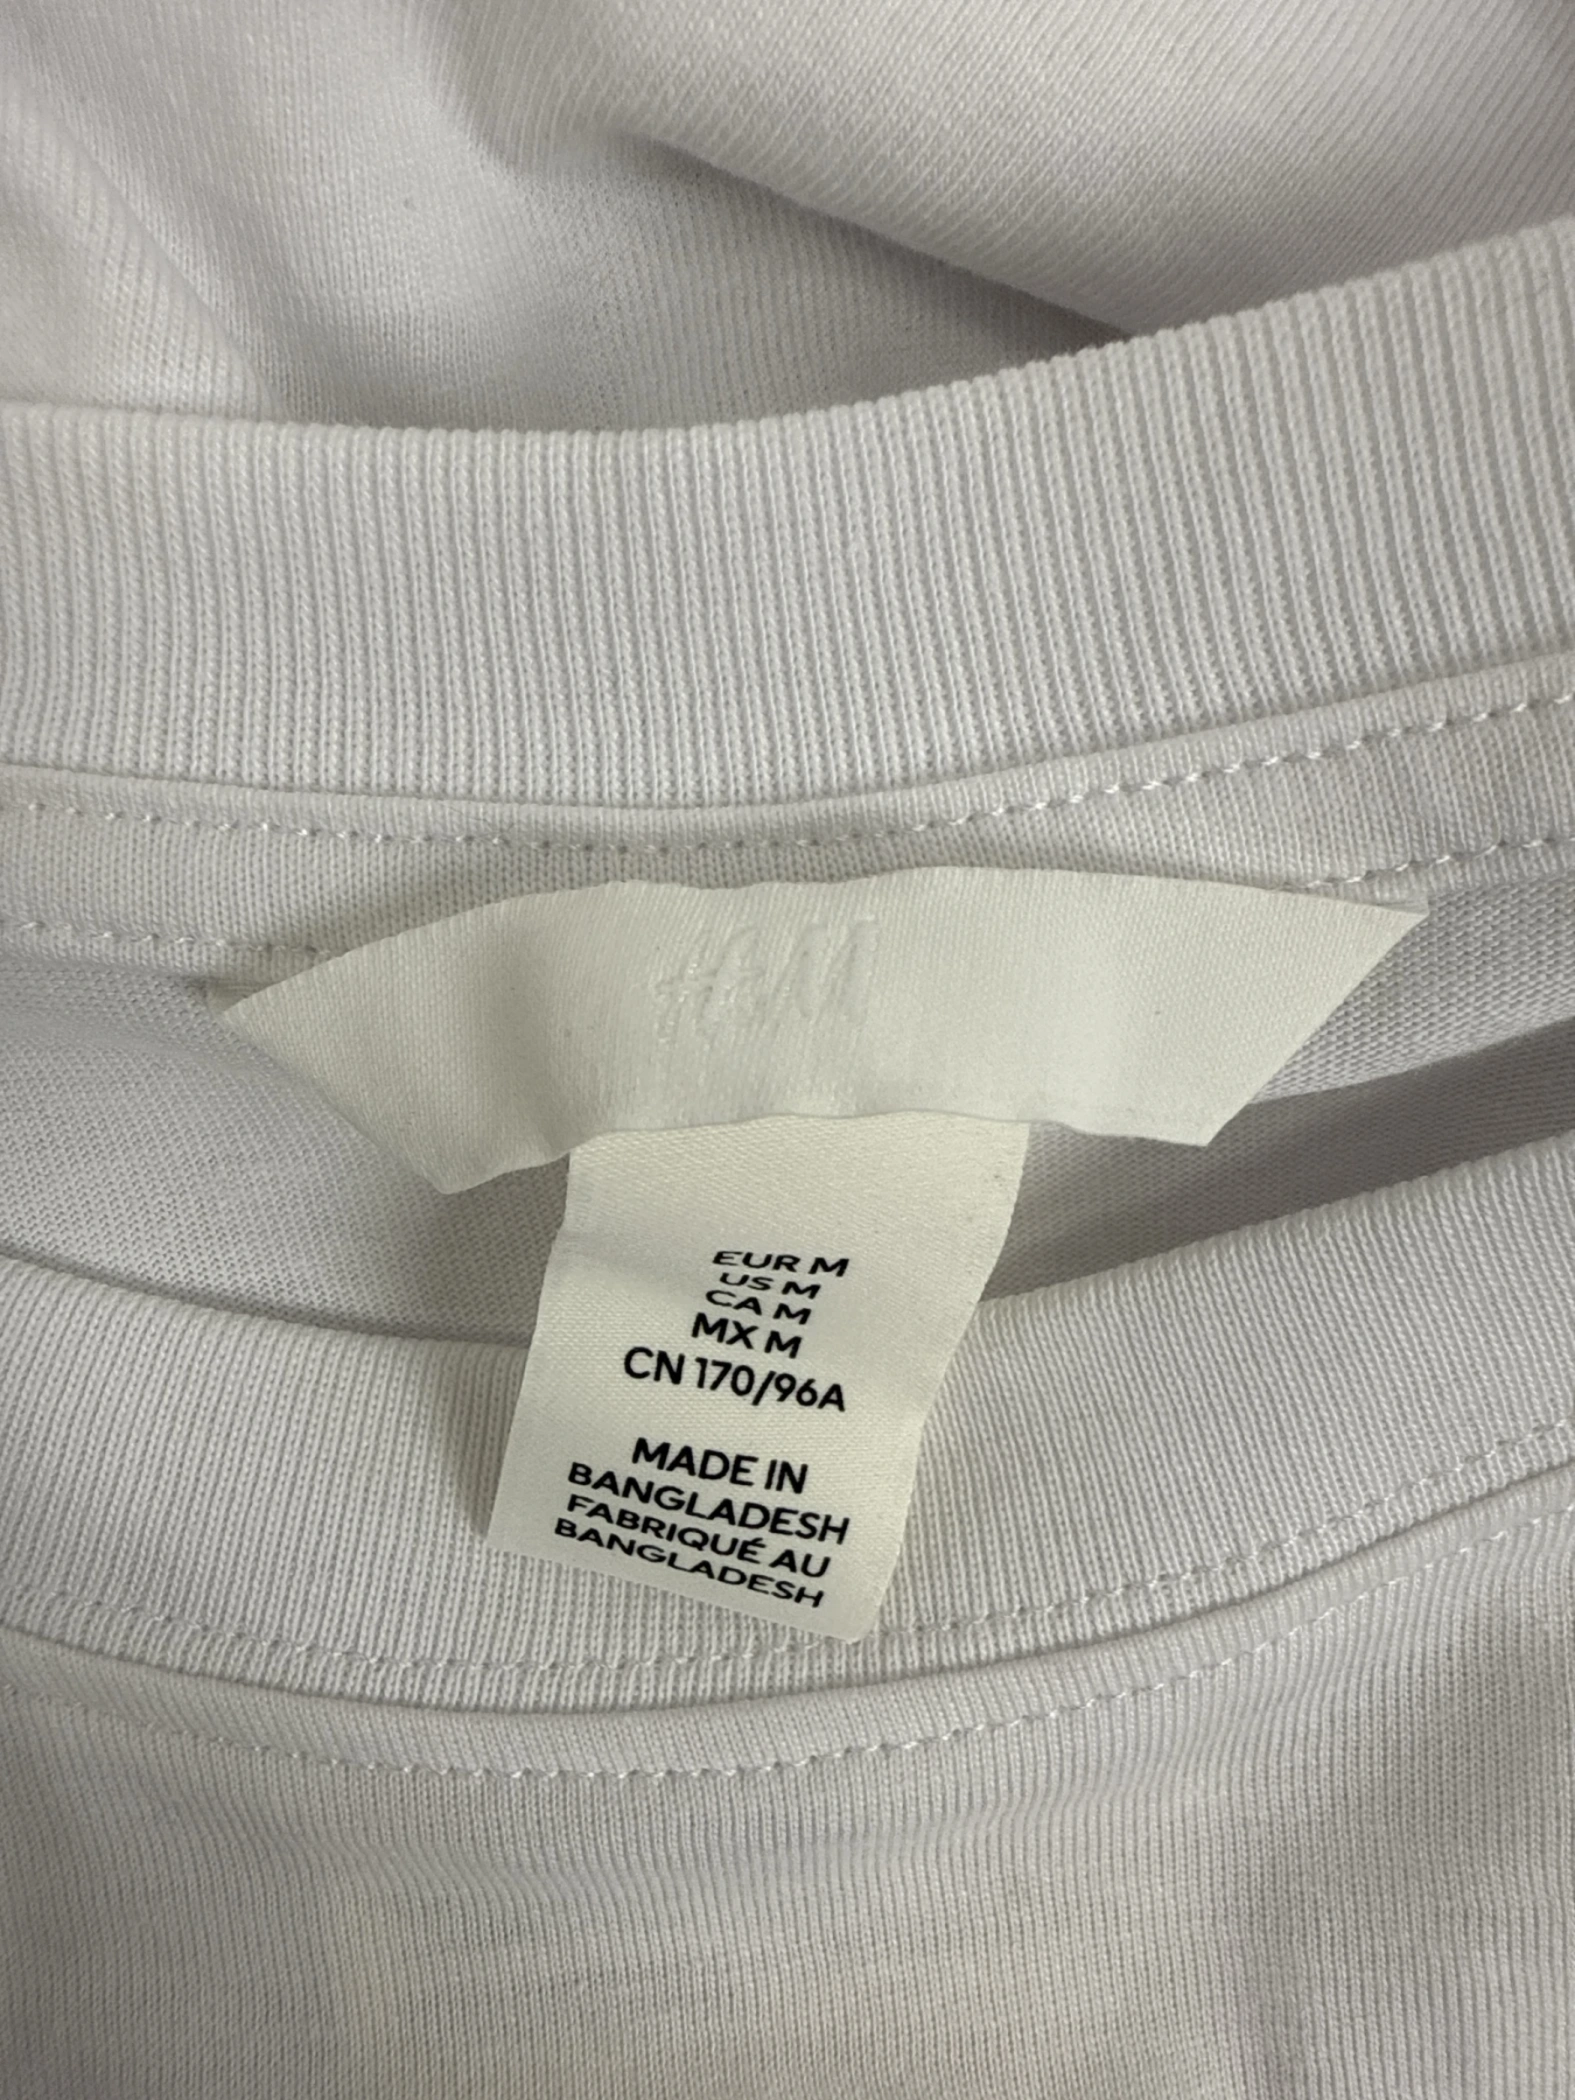 H&M
EUR M
US M
CA M
MX M
CN 170/96A
MADE IN
BANGLADESH
FABRIQUÉ AU
BANGLADESH